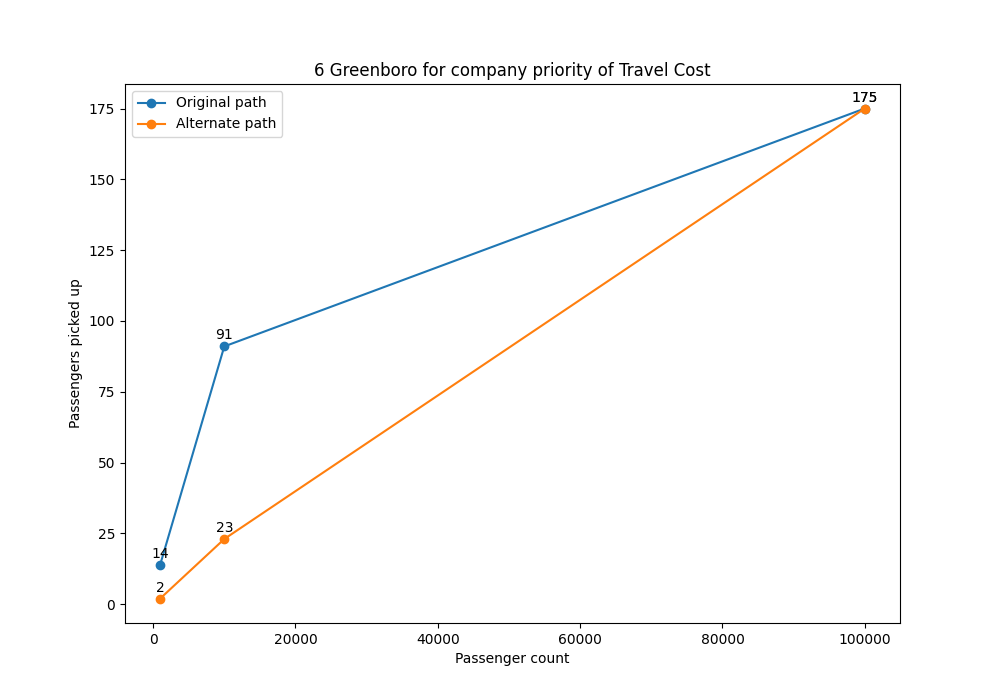 6 Greenboro for company priority of Travel Cost
Original path
Alternate path
175
175
175
150
125
100
75
50
25
0
91
23
14
2
Passengers picked up
0 20000 40000 60000 80000 100000
Passenger count